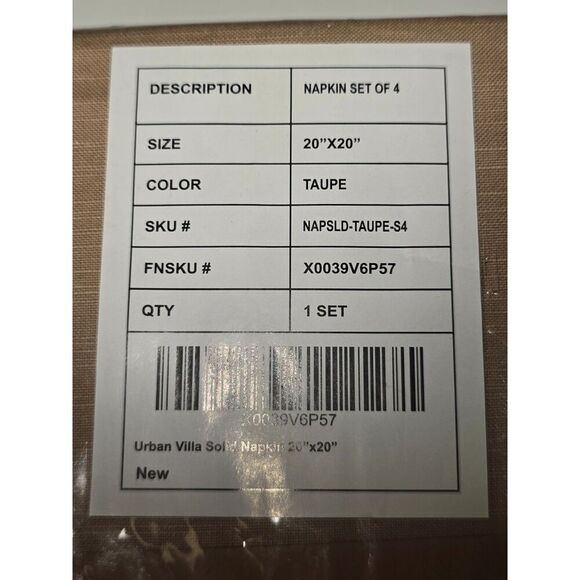 DESCRIPTION NAPKIN SET OF 4
SIZE 20”X20”
COLOR TAUPE
SKU # NAPSLD-TAUPE-S4
FNSKU # X0039V6P57
QTY 1 SET
X0039V6P57
Urban Villa Solid Napkin 20”x20”
New